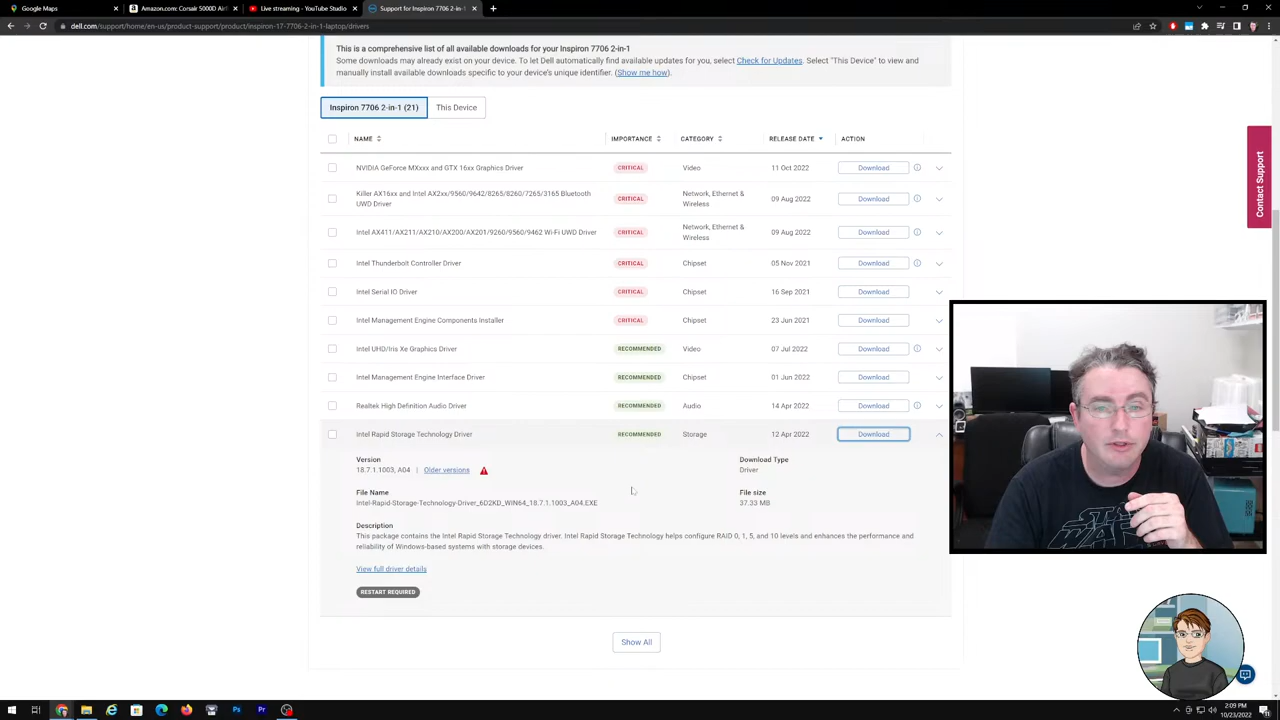 Google Maps
Amazon.com: Corsair 5000D Airf
Live streaming - YouTube Studio
Support for Inspiron 7706 2-in-1
dell.com/support/home/en-us/product-support/product/inspiron-17-7706-2-in-1-laptop/drivers
This is a comprehensive list of all available downloads for your Inspiron 7706 2-in-1
Some downloads may already exist on your device. To let Dell automatically find available updates for you, select Check for Updates. Select "This Device" to view and
manually install available downloads specific to your device's unique identifier. (Show me how).
Inspiron 7706 2-in-1 (21) This Device
NAME IMPORTANCE CATEGORY RELEASE DATE ACTION
NVIDIA GeForce MXxxx and GTX 16xx Graphics Driver CRITICAL Video 11 Oct 2022 Download
Killer AX16xx and Intel AX2xx/9560/9642/8265/8260/7265/3165 Bluetooth
UWD Driver
CRITICAL
Network, Ethernet &
Wireless
09 Aug 2022 Download
Intel AX411/AX211/AX210/AX200/AX201/9260/9560/9462 Wi-Fi UWD Driver CRITICAL
Network, Ethernet &
Wireless
09 Aug 2022 Download
Intel Thunderbolt Controller Driver CRITICAL Chipset 05 Nov 2021 Download
Intel Serial IO Driver CRITICAL Chipset 16 Sep 2021 Download
Intel Management Engine Components Installer CRITICAL Chipset 23 Jun 2021 Download
Intel UHD/Iris Xe Graphics Driver RECOMMENDED Video 07 Jul 2022 Download
Intel Management Engine Interface Driver RECOMMENDED Chipset 01 Jun 2022 Download
Realtek High Definition Audio Driver RECOMMENDED Audio 14 Apr 2022 Download
Intel Rapid Storage Technology Driver RECOMMENDED Storage 12 Apr 2022 Download
Version
18.7.1.1003, A04 | Older versions
Download Type
Driver
File Name
Intel-Rapid-Storage-Technology-Driver_6D2KD_WIN64_18.7.1.1003_A04.EXE
File size
37.33 MB
Description
This package contains the Intel Rapid Storage Technology driver. Intel Rapid Storage Technology helps configure RAID 0, 1, 5, and 10 levels and enhances the performance and
reliability of Windows-based systems with storage devices.
View full driver details
RESTART REQUIRED
Show All
Contact Support
STAR
WARS
2:09 PM
10/23/2022